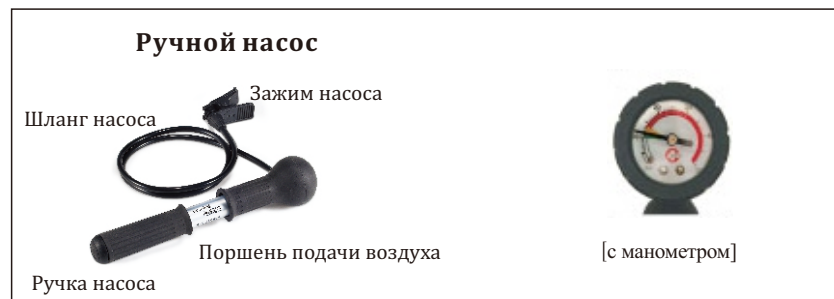 Ручной насос
Зажим насоса
Шланг насоса
Поршень подачи воздуха
[с манометром]
Ручка насоса